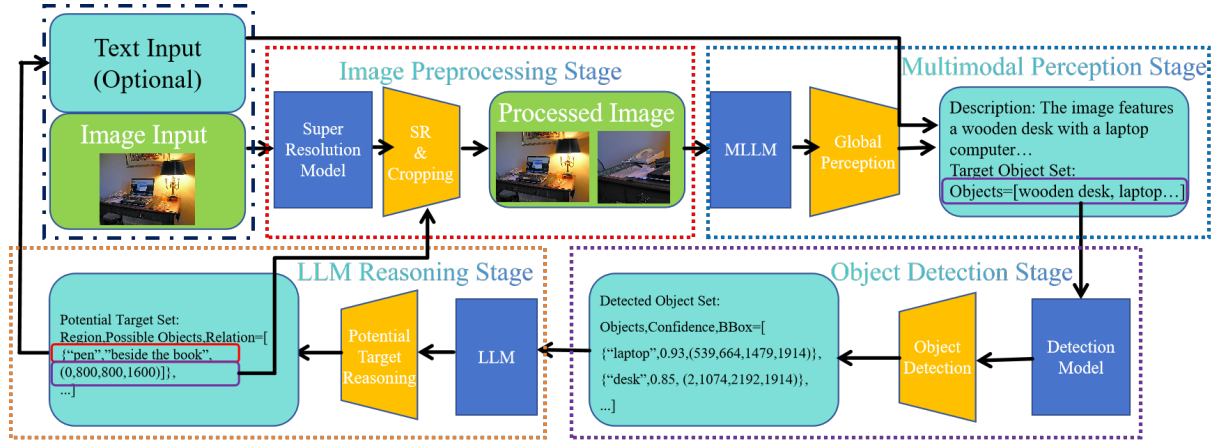 Text Input
(Optional)
Image Input
Image Preprocessing Stage
Super
Resolution
Model
SR
&
Cropping
Processed Image
Multimodal Perception Stage
MLLM
Global
Perception
Description: The image features
a wooden desk with a laptop
computer…
Target Object Set:
Objects=[wooden desk, laptop…]
LLM Reasoning Stage
Potential Target Set:
Region,Possible Objects,Relation=[
{“pen”,”beside the book”,
(0,800,800,1600)]},
...]
Potential
Target
Reasoning
LLM
Object Detection Stage
Detected Object Set:
Objects,Confidence,BBox=[
{“laptop”,0.93,(539,664,1479,1914)},
{“desk”,0.85, (2,1074,2192,1914)},
...]
Object
Detection
Detection
Model